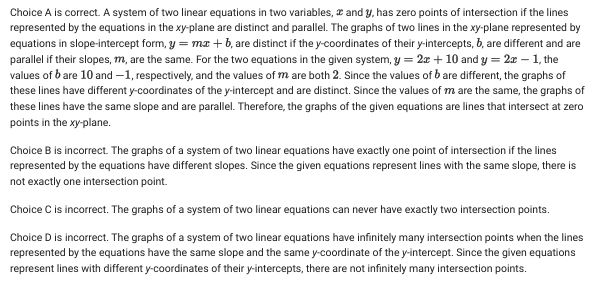 Choice A is correct. A system of two linear equations in two variables, x and y, has zero points of intersection if the lines
represented by the equations in the xy-plane are distinct and parallel. The graphs of two lines in the xy-plane represented by
equations in slope-intercept form, y = mx + b, are distinct if the y-coordinates of their y-intercepts, b, are different and are
parallel if their slopes, m, are the same. For the two equations in the given system, y = 2x + 10 and y = 2x − 1, the
values of b are 10 and −1, respectively, and the values of m are both 2. Since the values of b are different, the graphs of
these lines have different y-coordinates of the y-intercept and are distinct. Since the values of m are the same, the graphs of
these lines have the same slope and are parallel. Therefore, the graphs of the given equations are lines that intersect at zero
points in the xy-plane.
Choice B is incorrect. The graphs of a system of two linear equations have exactly one point of intersection if the lines
represented by the equations have different slopes. Since the given equations represent lines with the same slope, there is
not exactly one intersection point.
Choice C is incorrect. The graphs of a system of two linear equations can never have exactly two intersection points.
Choice D is incorrect. The graphs of a system of two linear equations have infinitely many intersection points when the lines
represented by the equations have the same slope and the same y-coordinate of the y-intercept. Since the given equations
represent lines with different y-coordinates of their y-intercepts, there are not infinitely many intersection points.